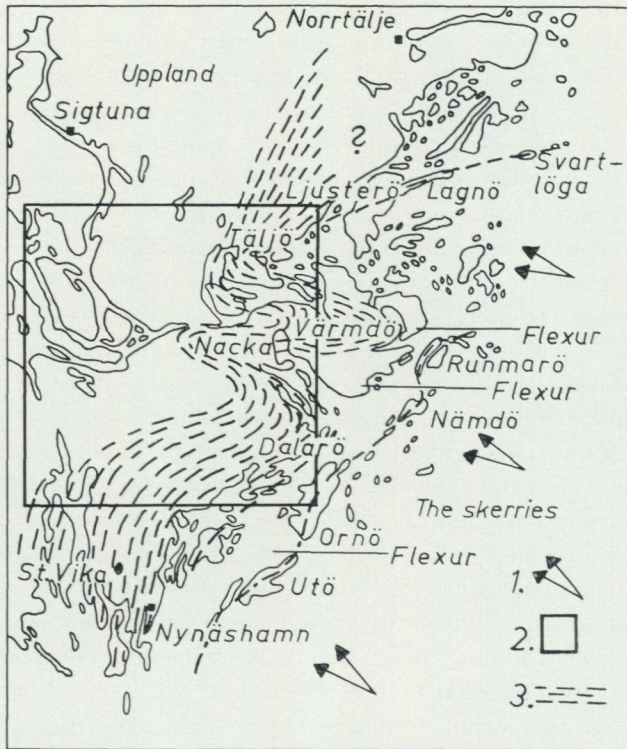 Norrtälje
Uppland
Sigtuna
?
Svart-
löga
Ljusterö
Lagnö
Täljö
Värmdö
Flexur
Nacka
Runmarö
Flexur
Nämdö
Dalarö
The skerries
Ornö
Flexur
St. Vika
1.
Utö
2.
Nynäshamn
3.